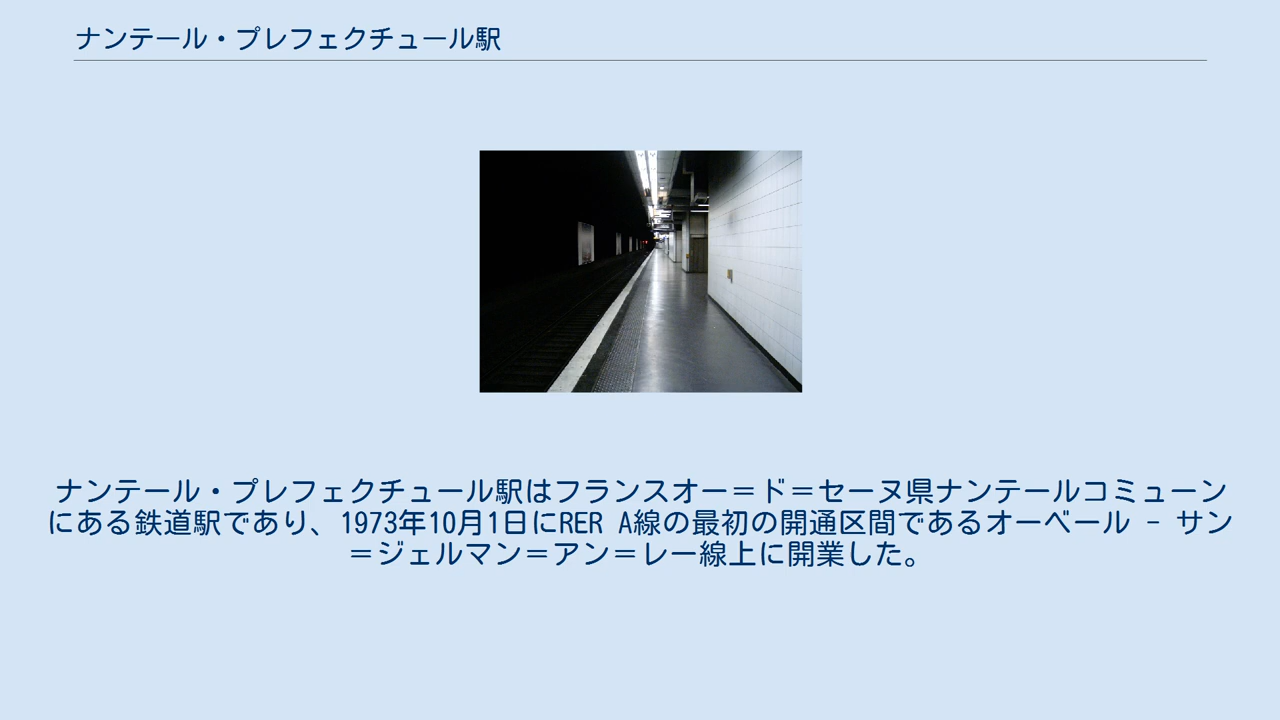 ナンテール・プレフェクチュール駅
ナンテール・プレフェクチュール駅はフランスオー＝ド＝セーヌ県ナンテールコミューン
にある鉄道駅であり、1973年10月1日にRER A線の最初の開通区間であるオーベール - サン
＝ジェルマン＝アン＝レー線上に開業した。